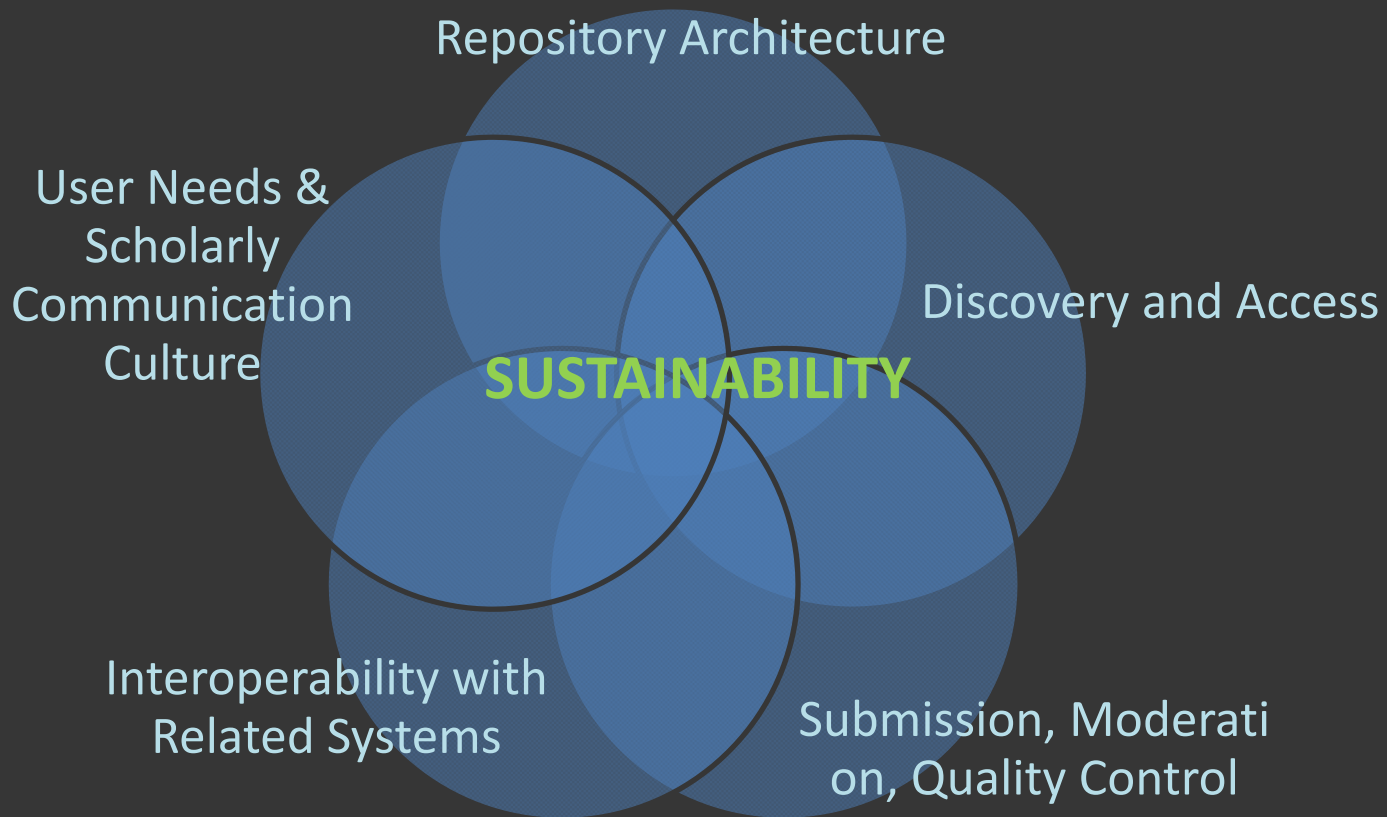 Repository Architecture
User Needs &
Scholarly
Communication
Culture
Discovery and Access
SUSTAINABILITY
Interoperability with
Related Systems
Submission, Moderati
on, Quality Control